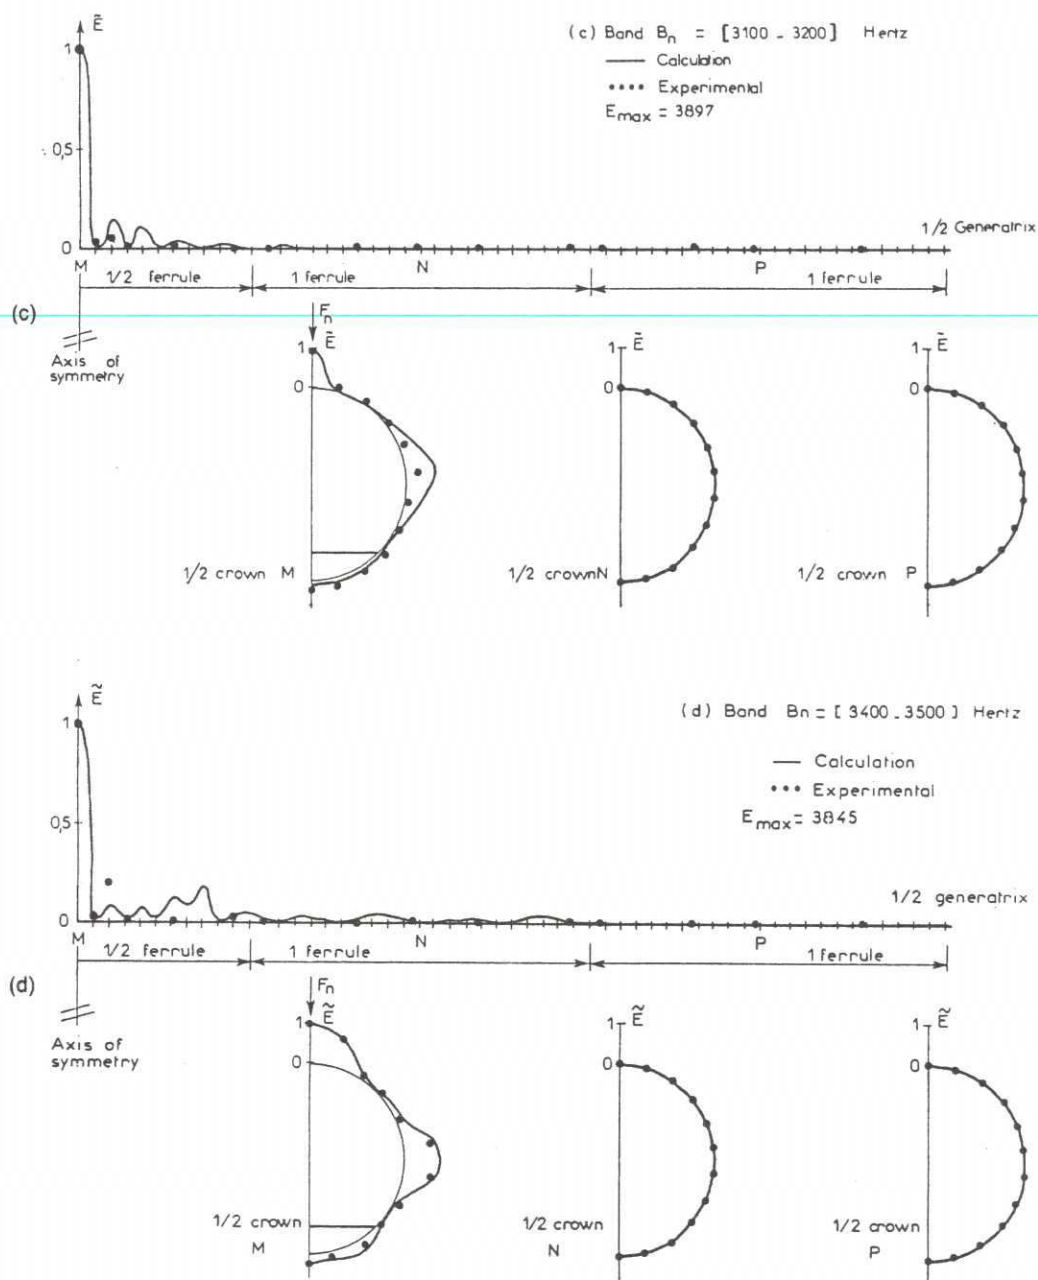 Ẽ
(c) Band Bn = [3100 - 3200] Hertz
Calculation
•••• Experimental
Emax = 3897
1
0,5
0
1/2 Generatrix
M N P
1/2 ferrule 1 ferrule 1 ferrule
(c)
Fn
Axis of
symmetry
1 Ẽ 1 Ẽ 1 Ẽ
0 0 0
1/2 crown M 1/2 crown N 1/2 crown P
Ẽ
(d) Band Bn = [ 3400 - 3500 ] Hertz
Calculation
••• Experimental
Emax = 3845
1
0,5
0
1/2 generatrix
M N P
1/2 ferrule 1 ferrule 1 ferrule
(d)
Fn
Axis of
symmetry
1 Ẽ 1 Ẽ 1 Ẽ
0 0 0
1/2 crown 1/2 crown 1/2 crown
M N P